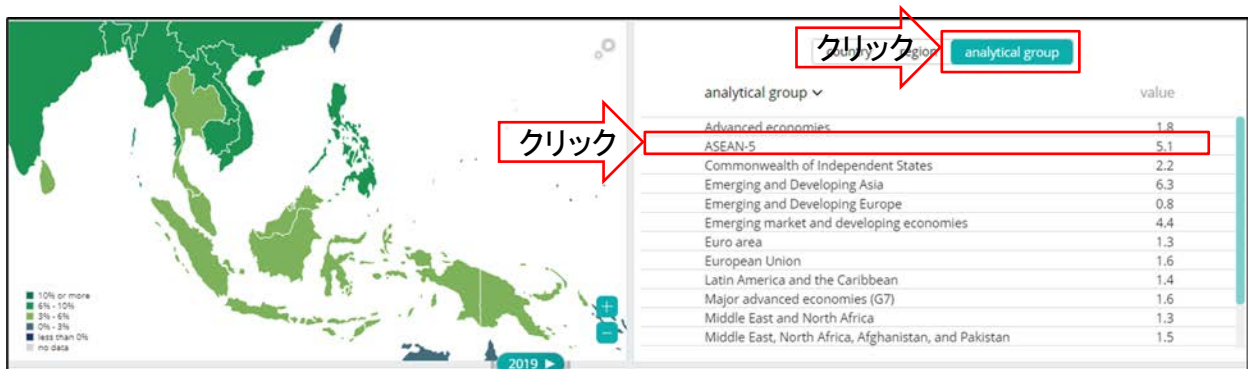 クリック
country region analytical group
analytical group value
クリック
Advanced economies 1.8
ASEAN-5 5.1
Commonwealth of Independent States 2.2
Emerging and Developing Asia 6.3
Emerging and Developing Europe 0.8
Emerging market and developing economies 4.4
Euro area 1.3
European Union 1.6
Latin America and the Caribbean 1.4
Major advanced economies (G7) 1.6
Middle East and North Africa 1.3
Middle East, North Africa, Afghanistan, and Pakistan 1.5
10% or more
6% - 10%
3% - 6%
0% - 3%
less than 0%
no data
+
−
2019